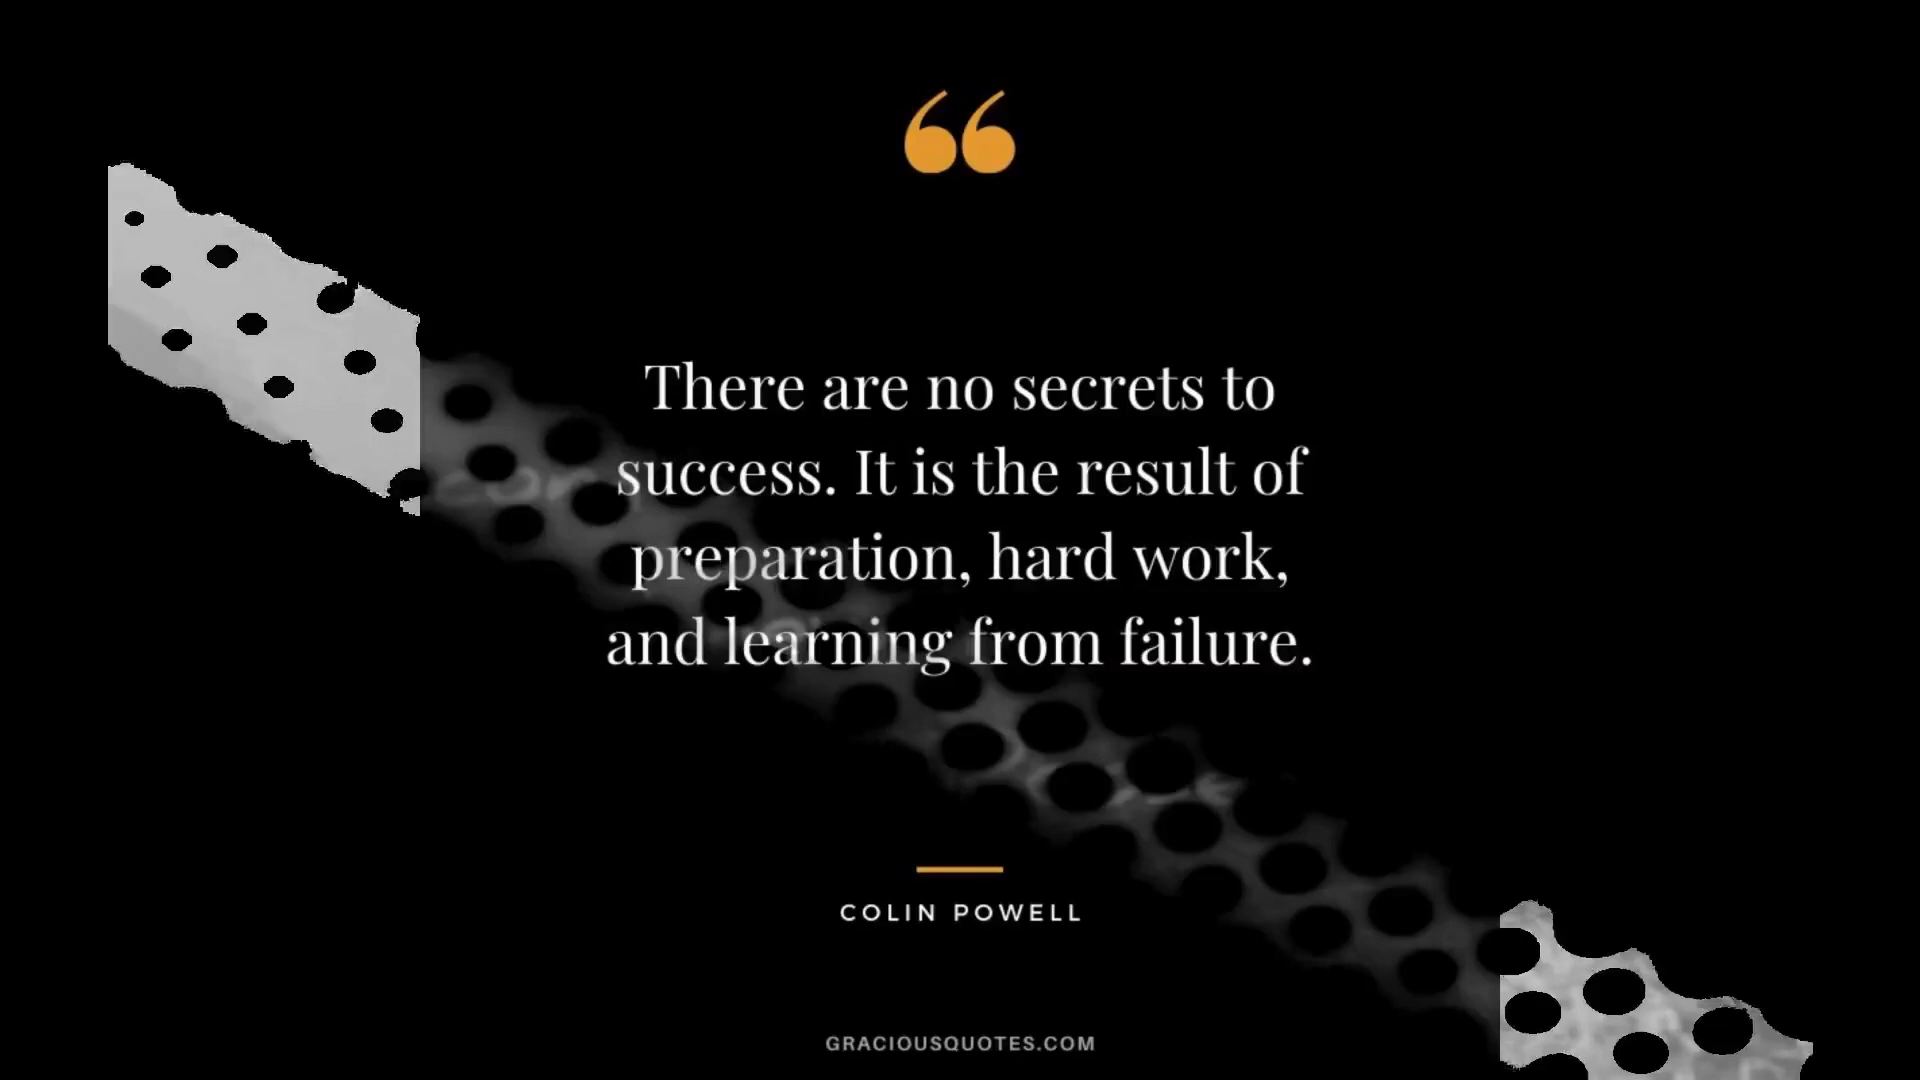 “
There are no secrets to
success. It is the result of
preparation, hard work,
and learning from failure.
COLIN POWELL
GRACIOUSQUOTES.COM